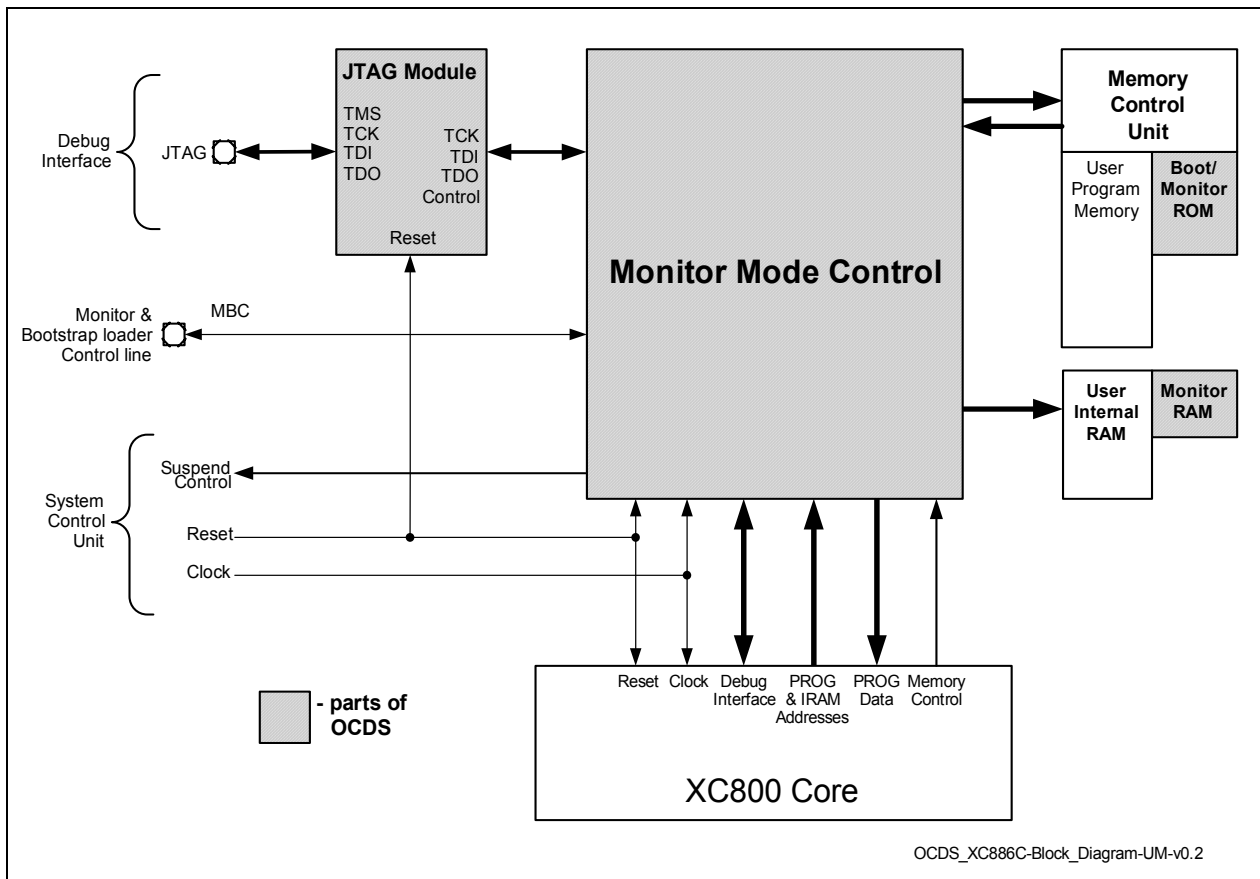 JTAG Module
TMS
TCK
TDI
TDO
TCK
TDI
TDO
Control
Reset
Debug
Interface
JTAG
Monitor &
Bootstrap loader
Control line
MBC
Monitor Mode Control
Memory
Control
Unit
User
Program
Memory
Boot/
Monitor
ROM
User
Internal
RAM
Monitor
RAM
System
Control
Unit
Suspend
Control
Reset
Clock
Reset
Clock
Debug
Interface
PROG
& IRAM
Addresses
PROG
Data
Memory
Control
XC800 Core
- parts of
OCDS
OCDS_XC886C-Block_Diagram-UM-v0.2